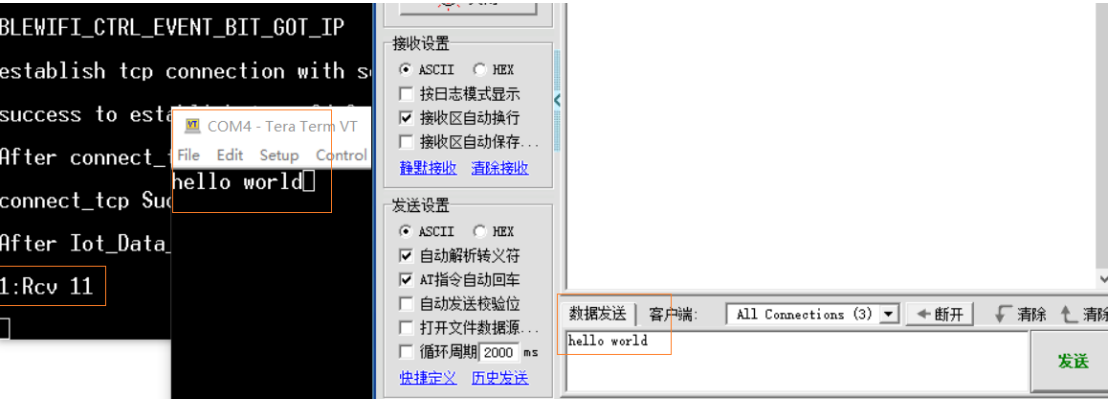 BLEWIFI_CTRL_EVENT_BIT_GOT_IP
establish tcp connection with
success to
After connect_
connect_tcp
After Iot_Data_
1:Rcv 11
COM4 - Tera Term VT
File Edit Setup Control
hello world
接收设置
ASCII HEX
按日志模式显示
接收区自动换行
接收区自动保存...
静默接收 清除接收
发送设置
ASCII HEX
自动解析转义符
AT指令自动回车
自动发送校验位
打开文件数据源...
循环周期 2000 ms
快捷定义 历史发送
数据发送 客户端: All Connections (3) 断开 清除 清除
hello world
发送